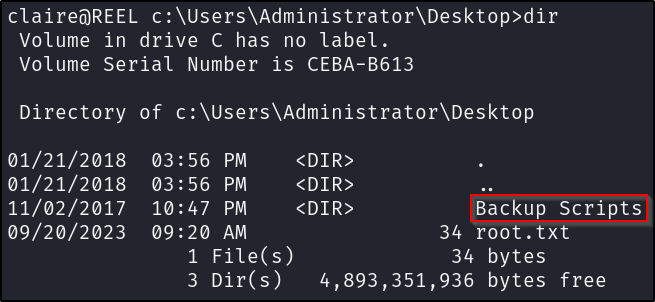 claire@REEL c:\Users\Administrator\Desktop>dir
 Volume in drive C has no label.
 Volume Serial Number is CEBA-B613
 Directory of c:\Users\Administrator\Desktop
01/21/2018  03:56 PM    <DIR>          .
01/21/2018  03:56 PM    <DIR>          ..
11/02/2017  10:47 PM    <DIR>          Backup Scripts
09/20/2023  09:20 AM                34 root.txt
               1 File(s)             34 bytes
               3 Dir(s)   4,893,351,936 bytes free